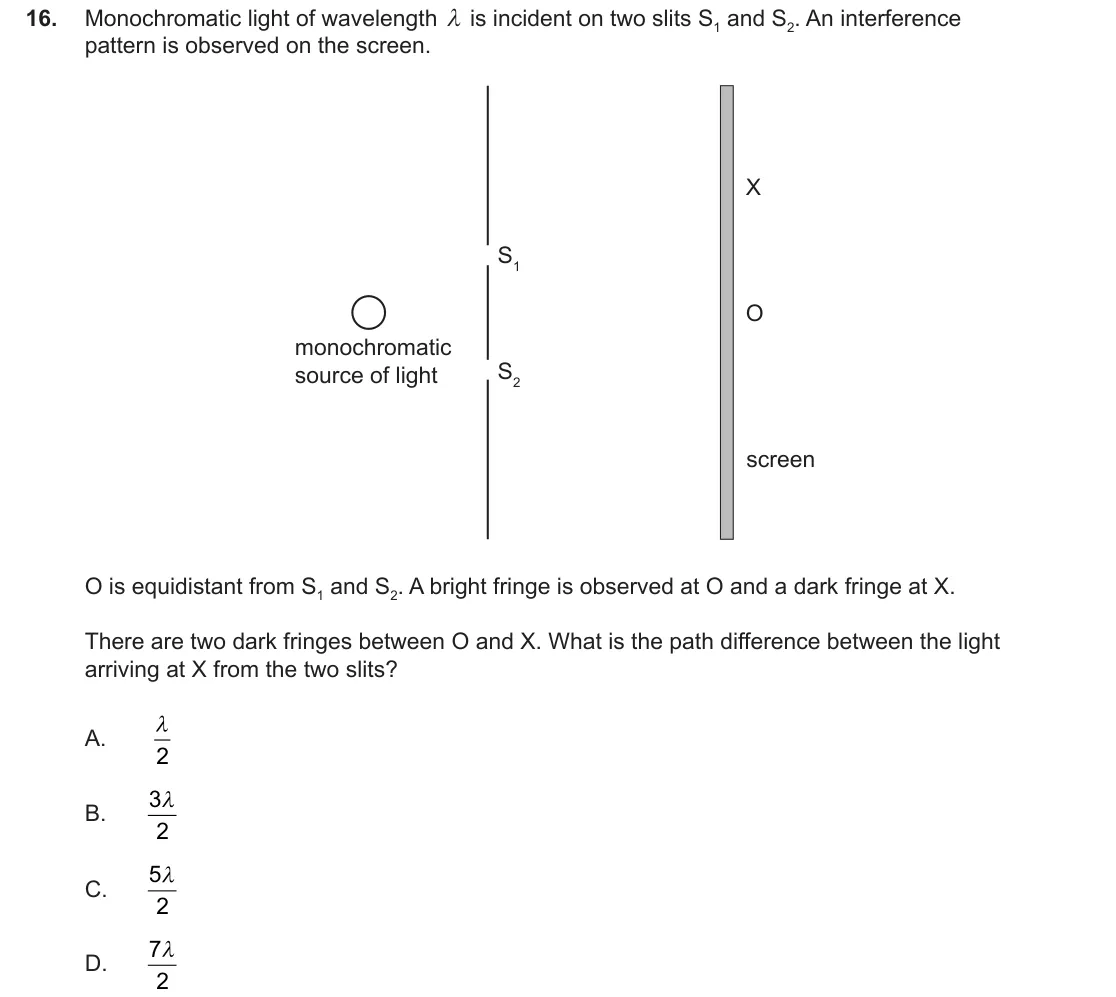 16. Monochromatic light of wavelength λ is incident on two slits S₁ and S₂. An interference
pattern is observed on the screen.
X
S₁
O
monochromatic
source of light
S₂
screen
O is equidistant from S₁ and S₂. A bright fringe is observed at O and a dark fringe at X.
There are two dark fringes between O and X. What is the path difference between the light
arriving at X from the two slits?
A. λ/2
B. 3λ/2
C. 5λ/2
D. 7λ/2